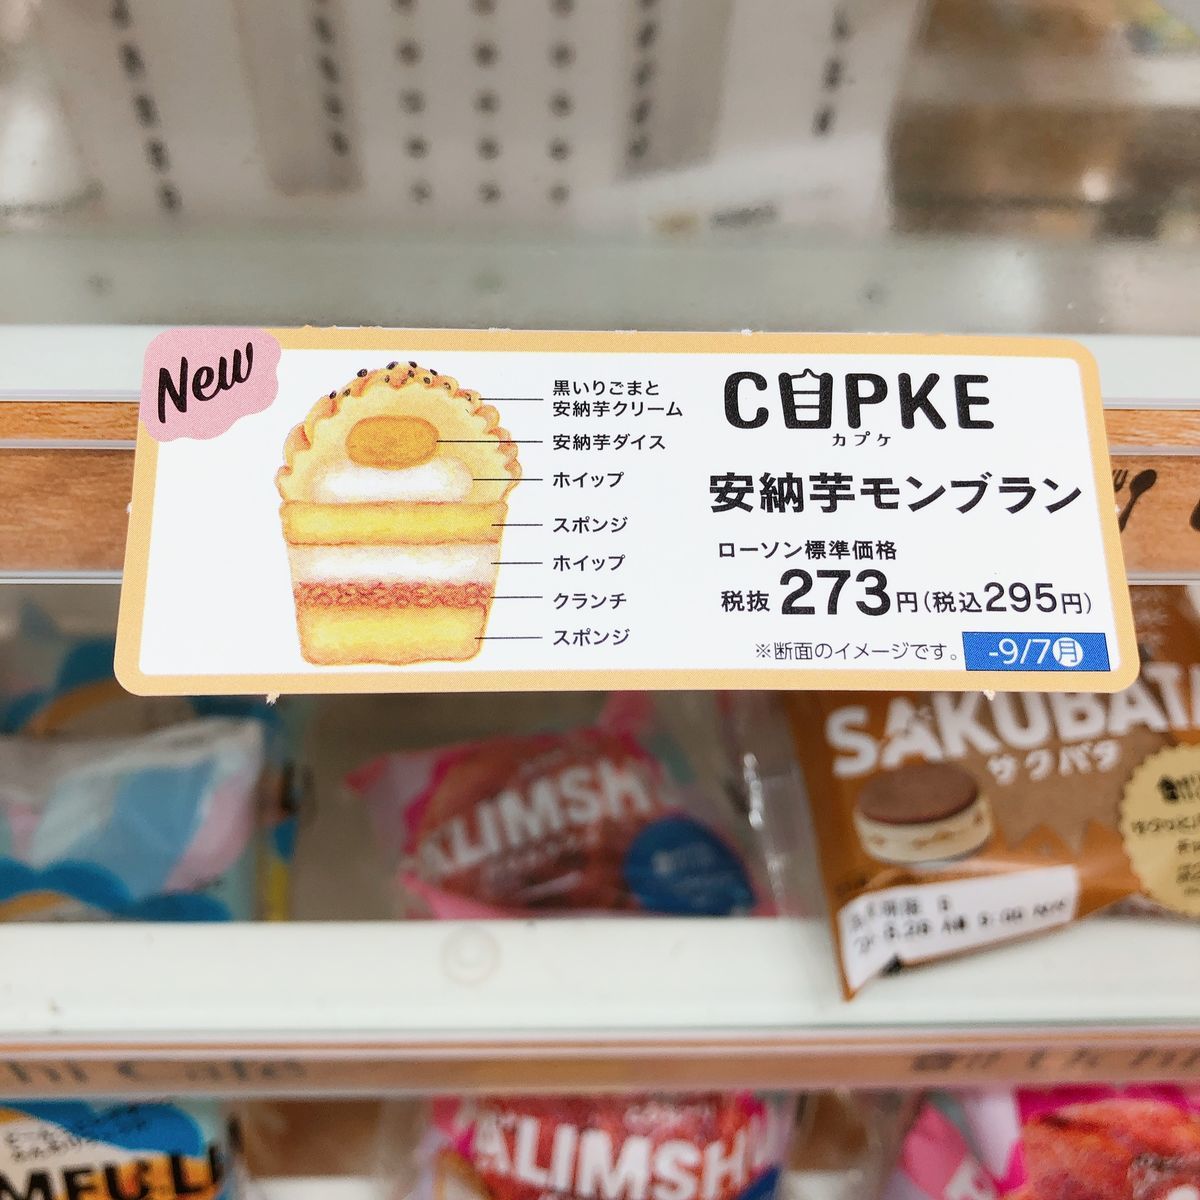 New
黒いりごまと
安納芋クリーム
安納芋ダイス
ホイップ
スポンジ
ホイップ
クランチ
スポンジ
CUPKE
カプケ
安納芋モンブラン
ローソン標準価格
税抜 273円(税込295円)
※断面のイメージです。
-9/7月
SAKUBAT
サクバタ
ALIMSH
ALIMSHU